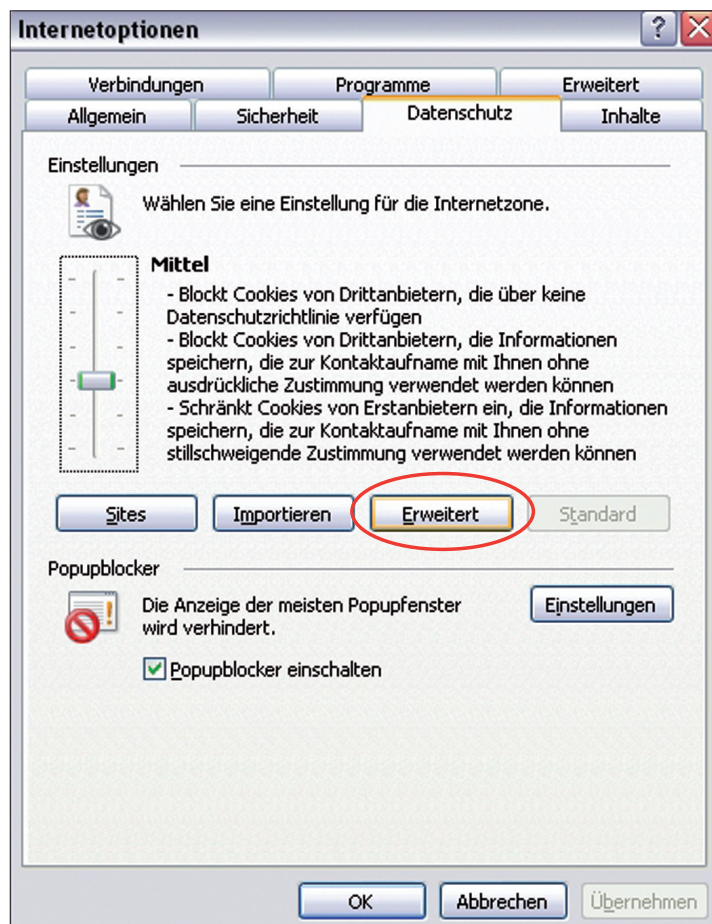 Internetoptionen
Verbindungen Programme Erweitert
Allgemein Sicherheit Datenschutz Inhalte
Einstellungen
Wählen Sie eine Einstellung für die Internetzone.
Mittel
- Blockt Cookies von Drittanbietern, die über keine
Datenschutzrichtlinie verfügen
- Blockt Cookies von Drittanbietern, die Informationen
speichern, die zur Kontaktaufname mit Ihnen ohne
ausdrückliche Zustimmung verwendet werden können
- Schränkt Cookies von Erstanbietern ein, die Informationen
speichern, die zur Kontaktaufname mit Ihnen ohne
stillschweigende Zustimmung verwendet werden können
Sites Importieren Erweitert Standard
Popupblocker
Die Anzeige der meisten Popupfenster
wird verhindert.
Einstellungen
Popupblocker einschalten
OK Abbrechen Übernehmen